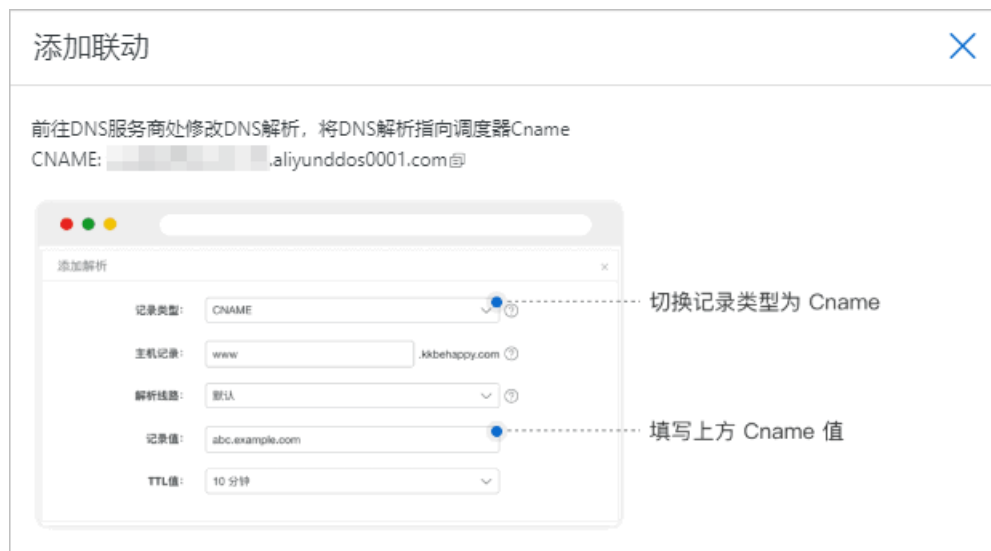 添加联动
前往DNS服务商处修改DNS解析，将DNS解析指向调度器Cname
CNAME: .aliyunddos0001.com
添加解析
记录类型: CNAME
切换记录类型为 Cname
主机记录: www .kkbehappy.com
解析线路: 默认
记录值: abc.example.com
填写上方 Cname 值
TTL值: 10 分钟